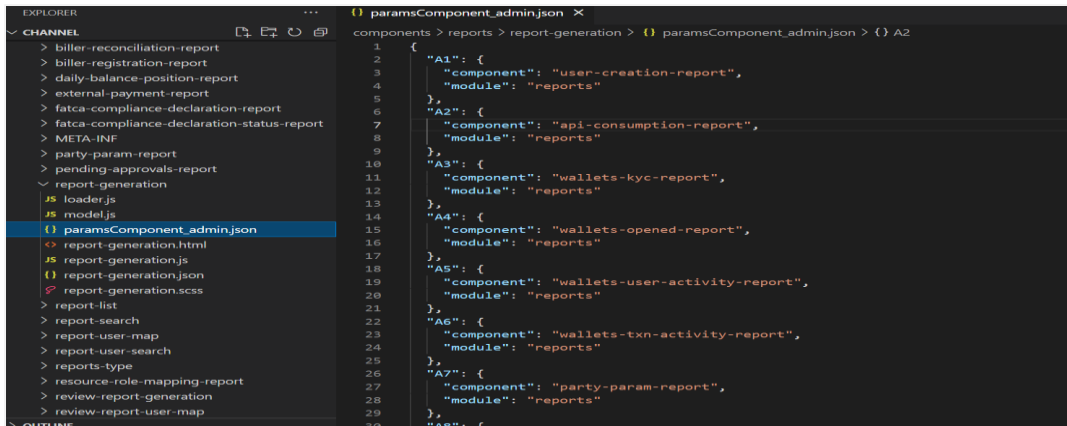 EXPLORER
CHANNEL
biller-reconciliation-report
biller-registration-report
daily-balance-position-report
external-payment-report
fatca-compliance-declaration-report
fatca-compliance-declaration-status-report
META-INF
party-param-report
pending-approvals-report
report-generation
JS loader.js
JS model.js
{} paramsComponent_admin.json
<> report-generation.html
JS report-generation.js
{} report-generation.json
report-generation.scss
report-list
report-search
report-user-map
report-user-search
reports-type
resource-role-mapping-report
review-report-generation
review-report-user-map
OUTLINE
{} paramsComponent_admin.json ×
components > reports > report-generation > {} paramsComponent_admin.json > {} A2
1 {
2 "A1": {
3 "component": "user-creation-report",
4 "module": "reports"
5 },
6 "A2": {
7 "component": "api-consumption-report",
8 "module": "reports"
9 },
10 "A3": {
11 "component": "wallets-kyc-report",
12 "module": "reports"
13 },
14 "A4": {
15 "component": "wallets-opened-report",
16 "module": "reports"
17 },
18 "A5": {
19 "component": "wallets-user-activity-report",
20 "module": "reports"
21 },
22 "A6": {
23 "component": "wallets-txn-activity-report",
24 "module": "reports"
25 },
26 "A7": {
27 "component": "party-param-report",
28 "module": "reports"
29 },
30 "A8": {